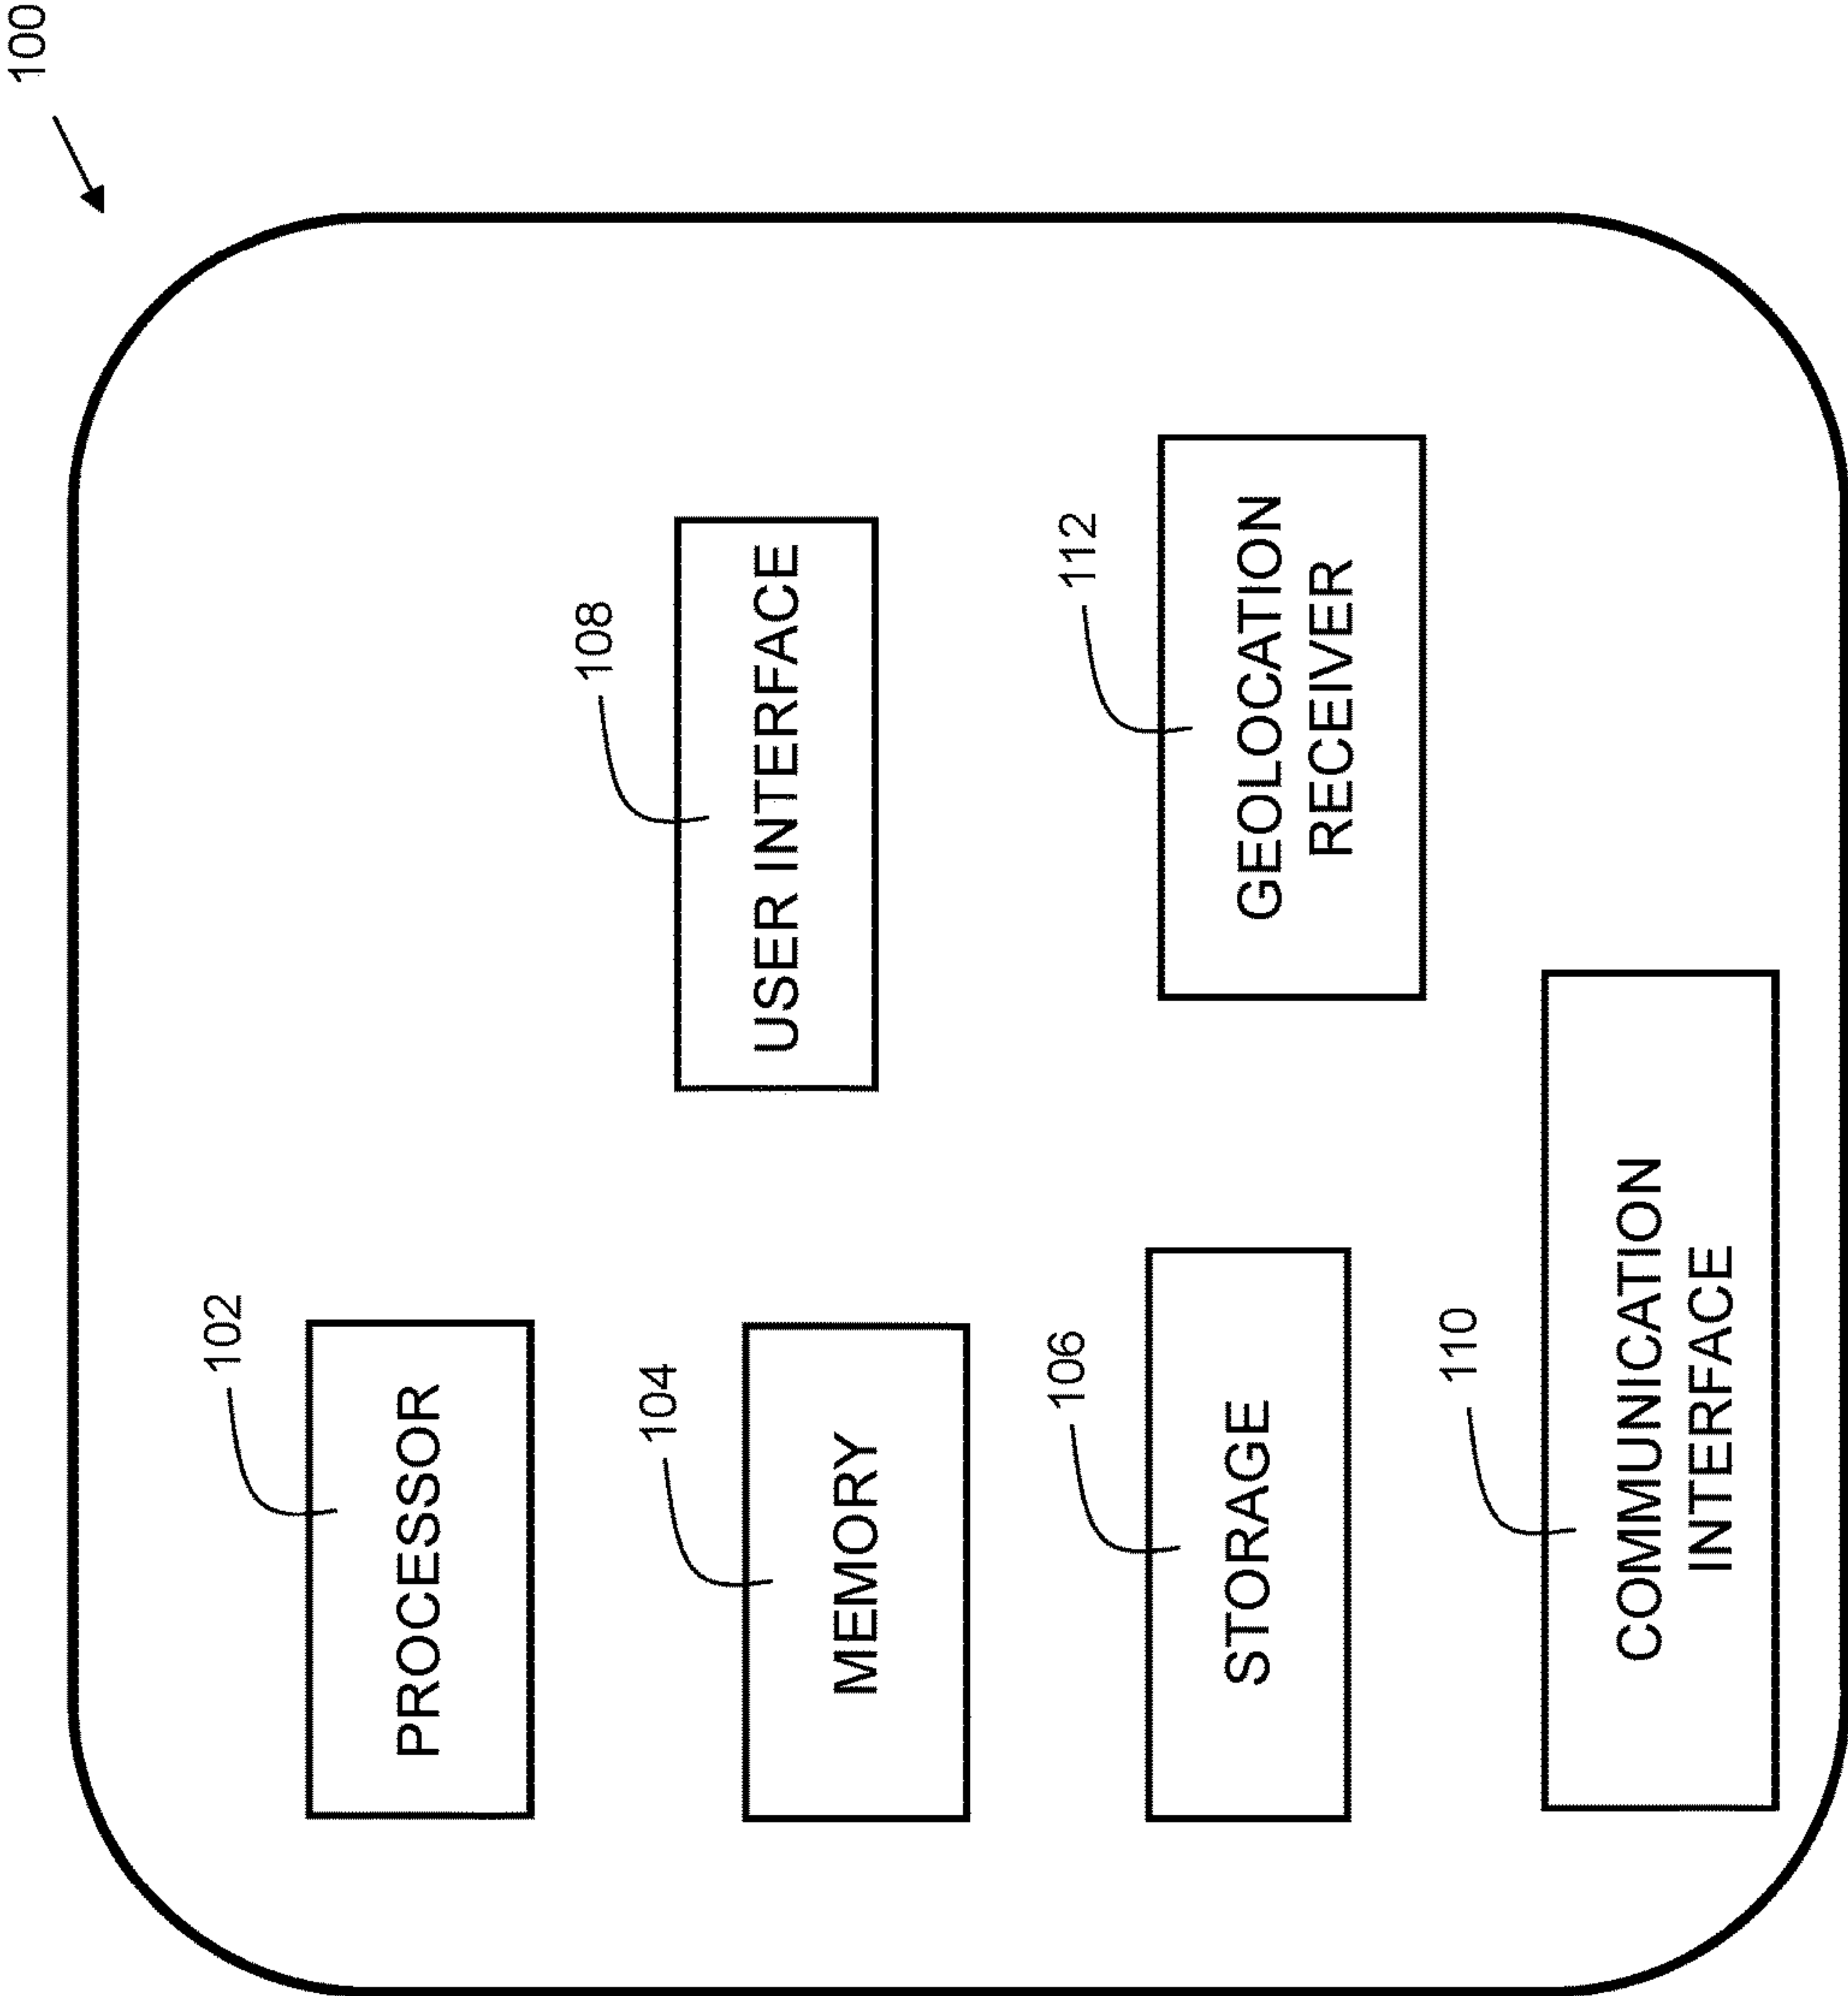 100
102
PROCESSOR
104
MEMORY
108
USER INTERFACE
106
STORAGE
112
GEOLOCATION
RECEIVER
110
COMMUNICATION
INTERFACE